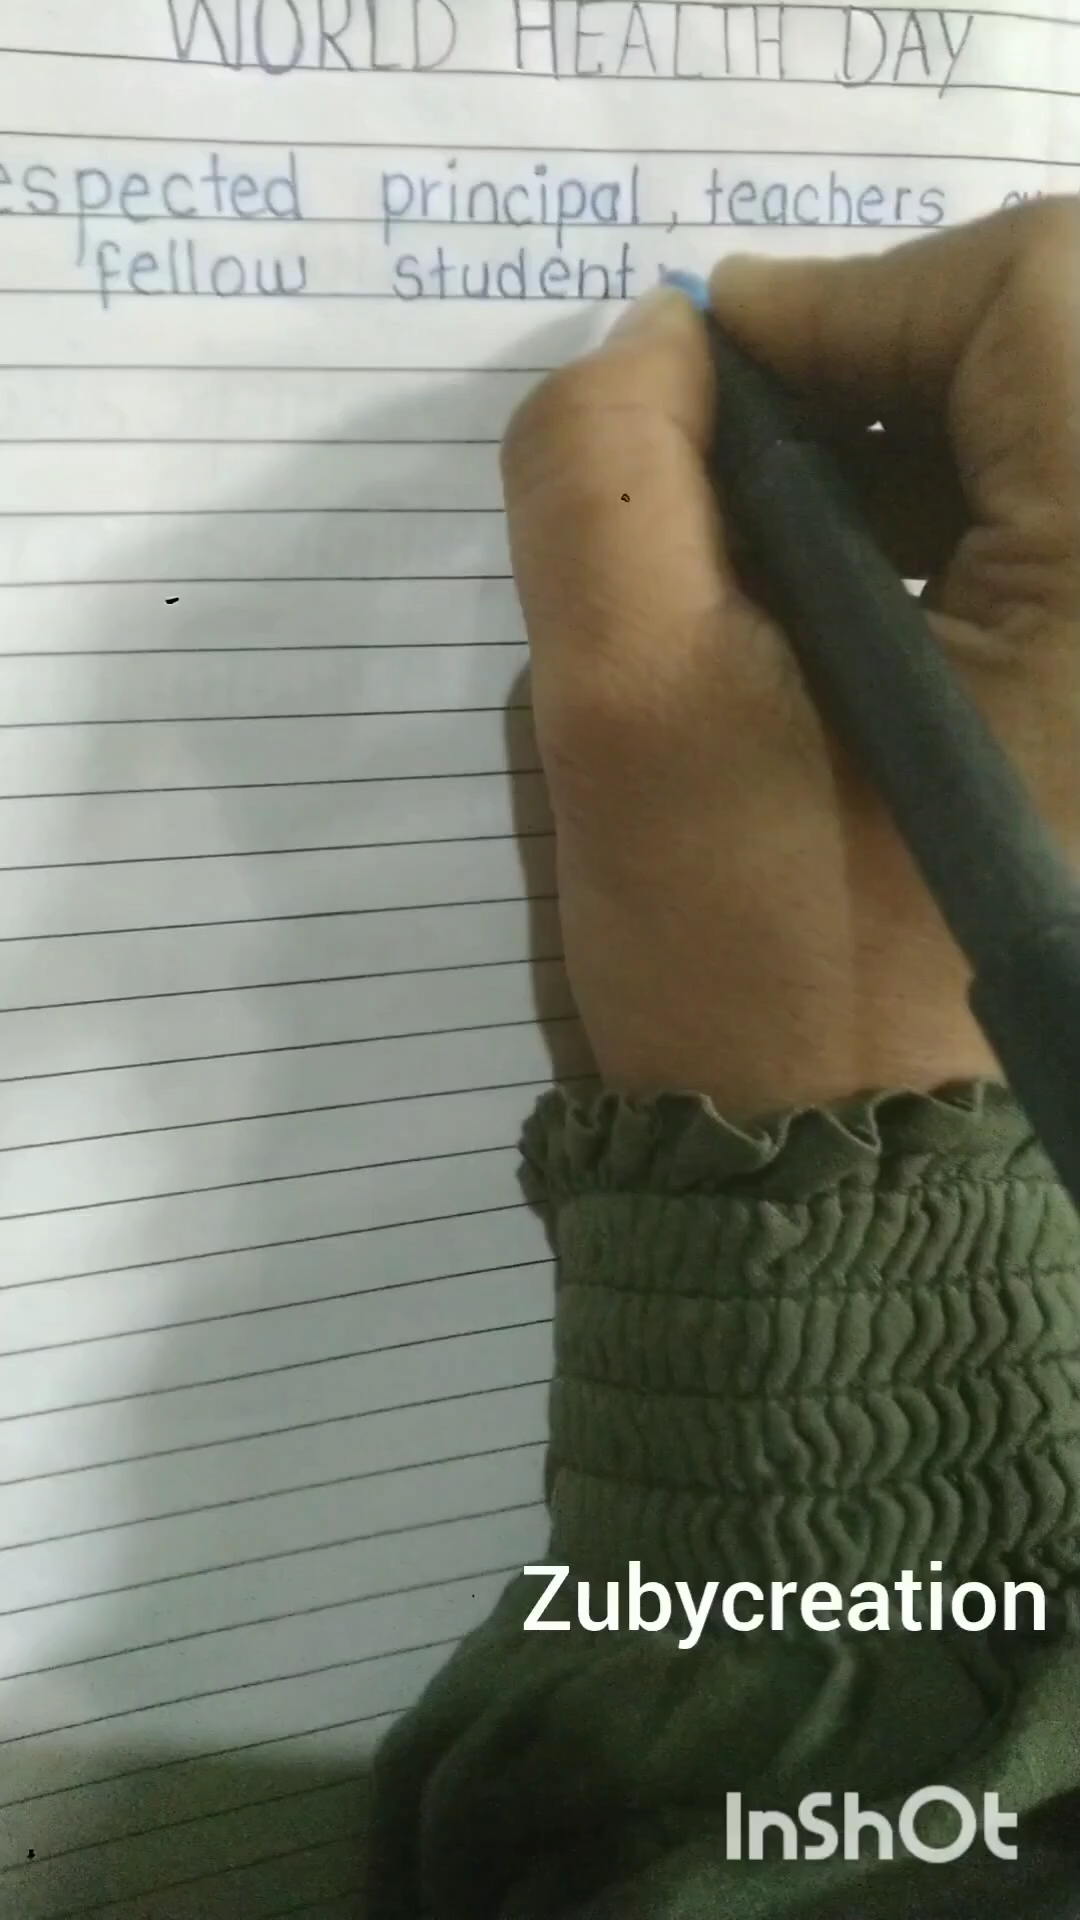 WORLD HEALTH DAY
espected principal, teachers
fellow student
Zubycreation
InShOt